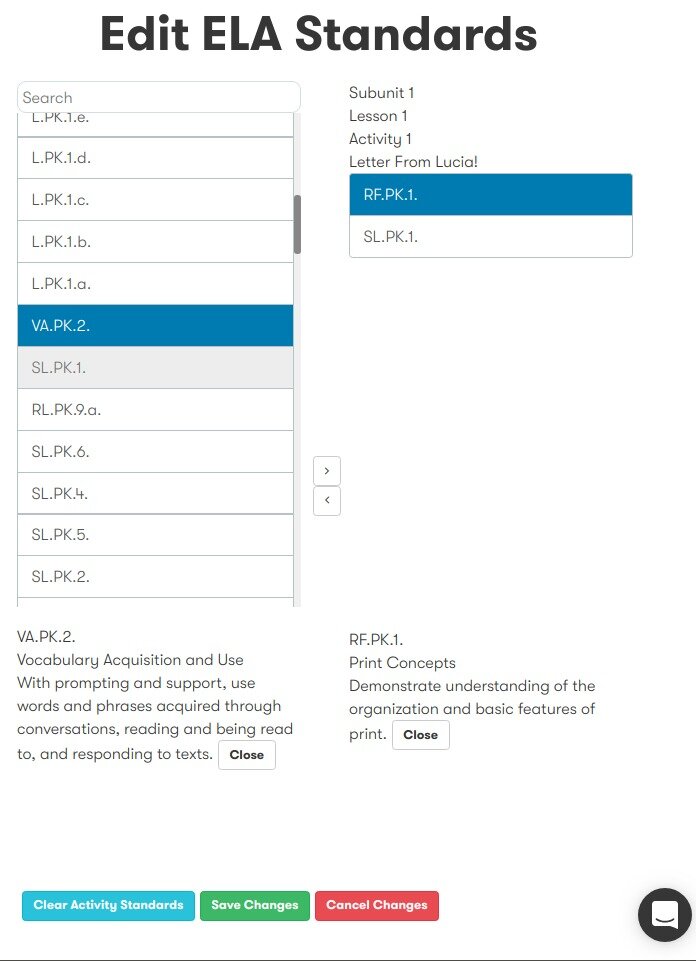 Edit ELA Standards
Search
L.PK.1.e.
L.PK.1.d.
L.PK.1.c.
L.PK.1.b.
L.PK.1.a.
VA.PK.2.
SL.PK.1.
RL.PK.9.a.
SL.PK.6.
SL.PK.4.
SL.PK.5.
SL.PK.2.
>
<
Subunit 1
Lesson 1
Activity 1
Letter From Lucia!
RF.PK.1.
SL.PK.1.
VA.PK.2.
Vocabulary Acquisition and Use
With prompting and support, use
words and phrases acquired through
conversations, reading and being read
to, and responding to texts. Close
RF.PK.1.
Print Concepts
Demonstrate understanding of the
organization and basic features of
print. Close
Clear Activity Standards Save Changes Cancel Changes